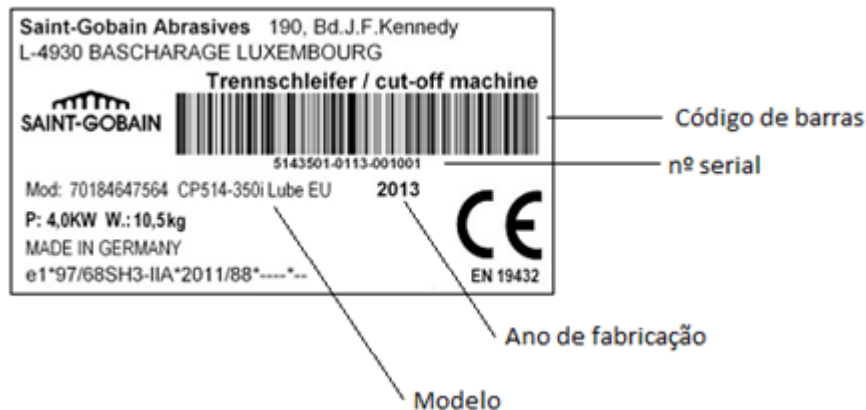 Saint-Gobain Abrasives 190, Bd.J.F.Kennedy
L-4930 BASCHARAGE LUXEMBOURG
Trennschleifer / cut-off machine
SAINT-GOBAIN
Código de barras
5143501-0113-001001
nº serial
Mod: 70184647564 CP514-350i Lube EU 2013
P: 4,0KW W.: 10,5kg
CE
MADE IN GERMANY
e1*97/68SH3-IIA*2011/88*----*--
EN 19432
Ano de fabricação
Modelo